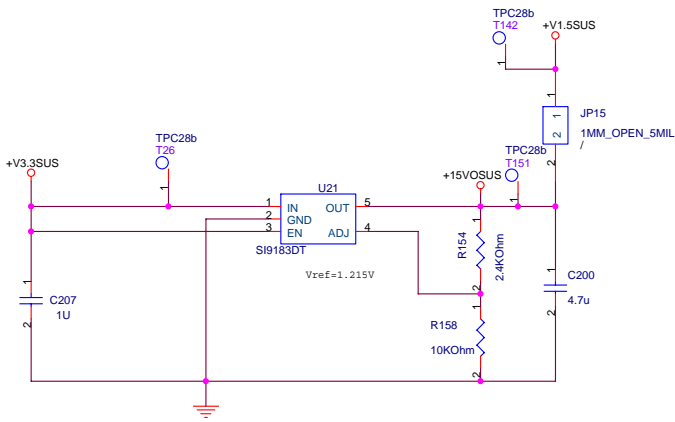 TPC28b
T142
+V1.5SUS
1
1
JP15
1
2
1MM_OPEN_5MIL
/
2
TPC28b
T26
1
TPC28b
T151
1
+V3.3SUS
+15VOSUS
U21
1
IN
OUT
5
2
GND
3
EN
ADJ
4
SI9183DT
Vref=1.215V
1
R154
2.4KOhm
2
1
C207
1U
2
1
R158
10KOhm
2
1
C200
4.7u
2